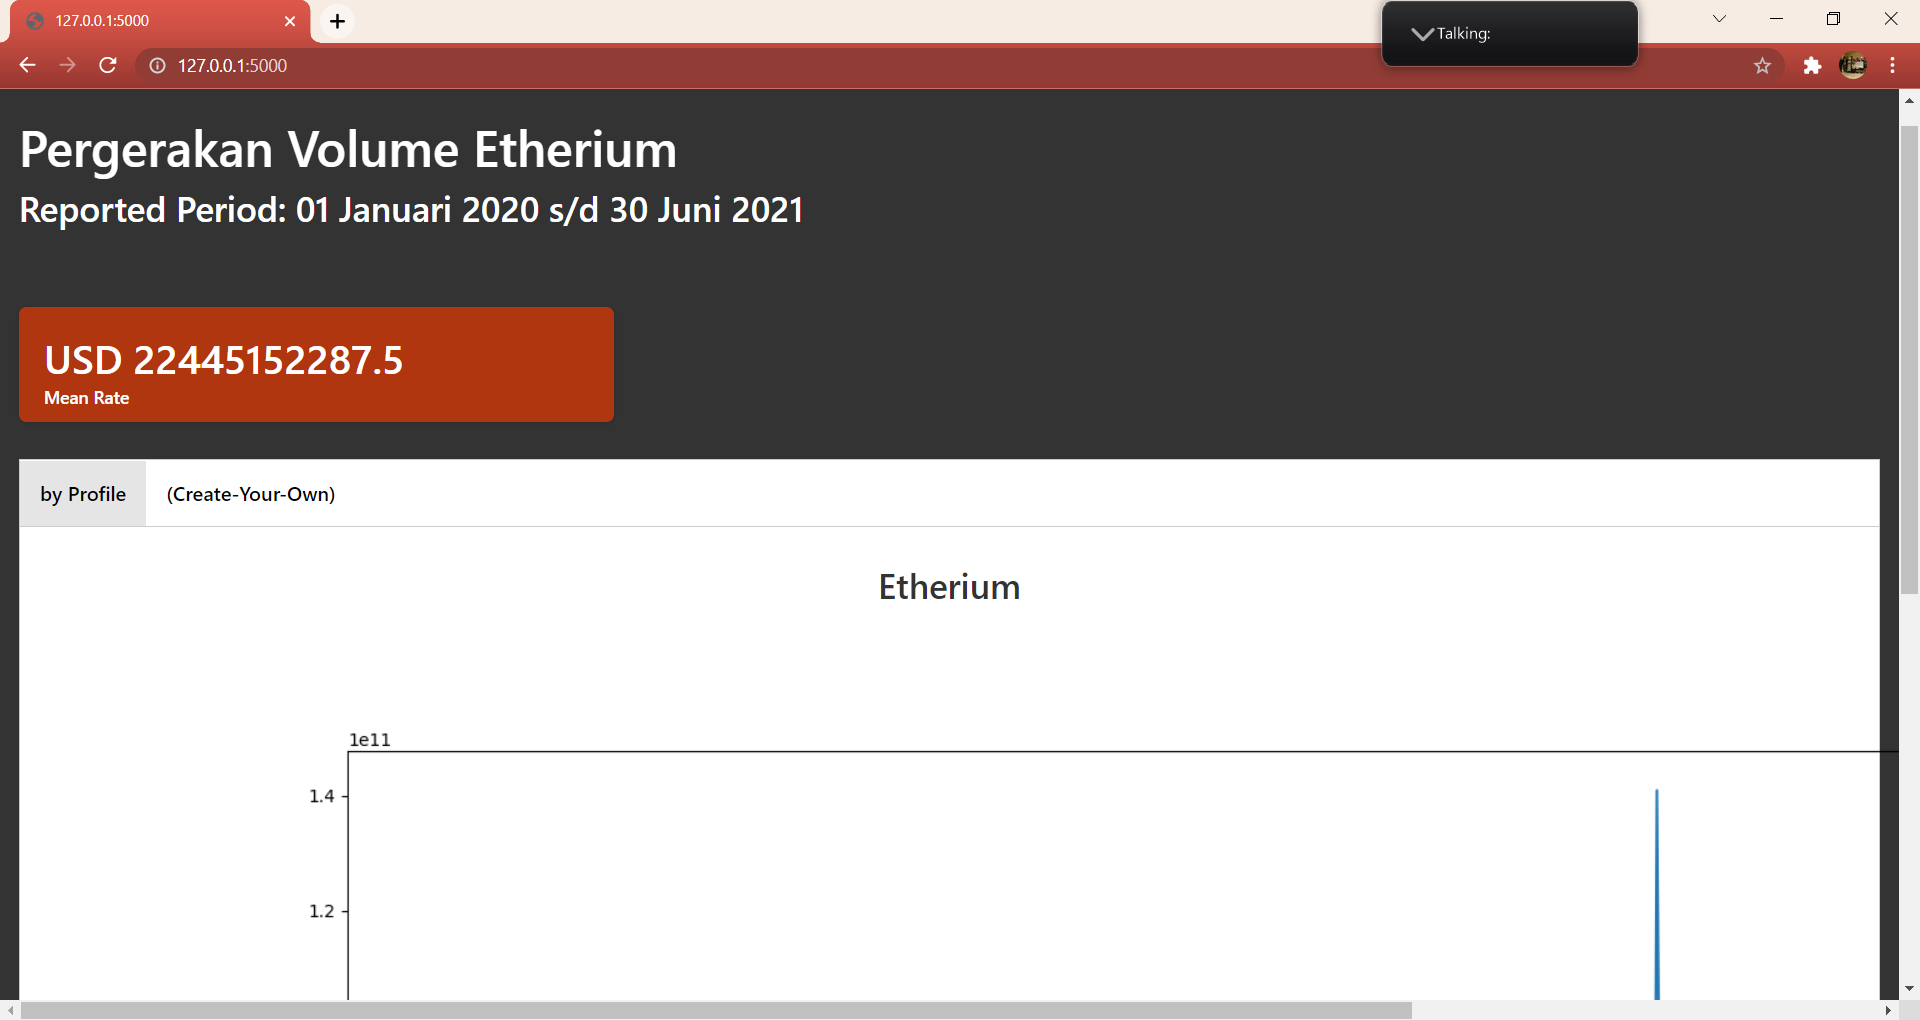 127.0.0.1:5000
Talking:
127.0.0.1:5000
Pergerakan Volume Etherium
Reported Period: 01 Januari 2020 s/d 30 Juni 2021
USD 22445152287.5
Mean Rate
by Profile (Create-Your-Own)
Etherium
1e11
1.4
1.2